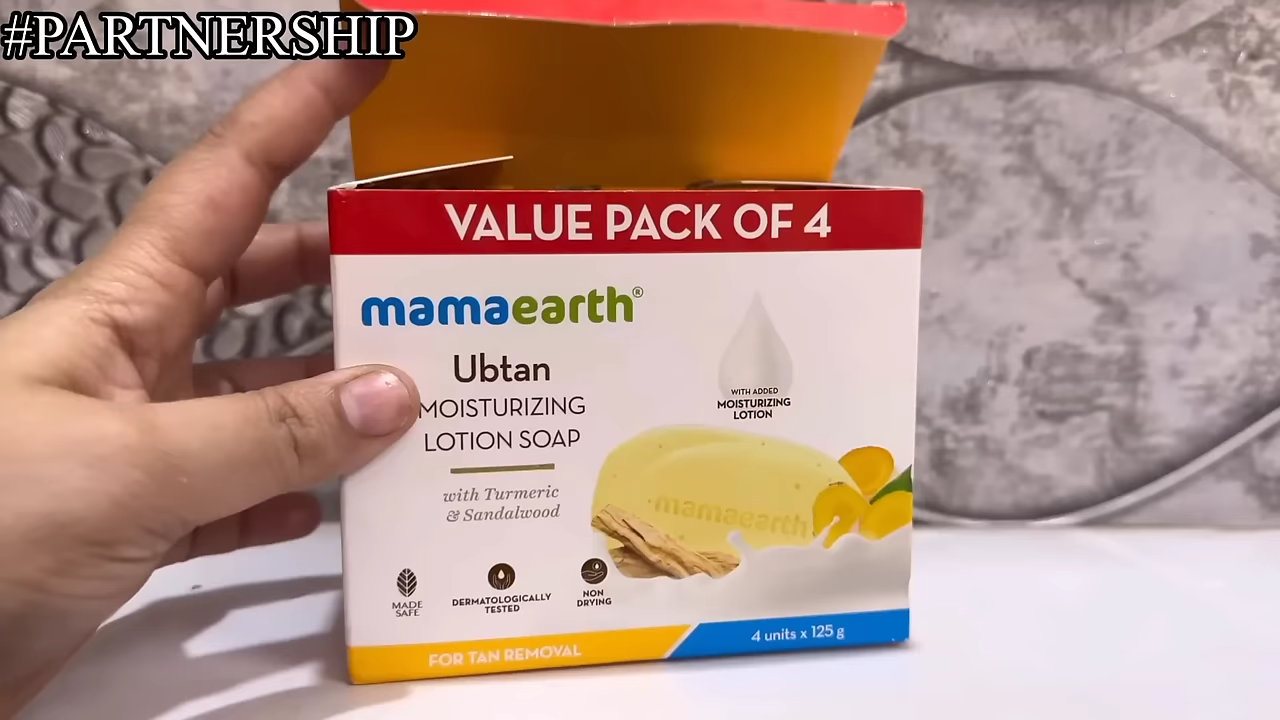 #PARTNERSHIP
VALUE PACK OF 4
mamaearth®
Ubtan
MOISTURIZING
LOTION SOAP
with Turmeric
& Sandalwood
WITH ADDED
MOISTURIZING
LOTION
mamaearth
MADE
SAFE
DERMATOLOGICALLY
TESTED
NON
DRYING
FOR TAN REMOVAL
4 units x 125 g